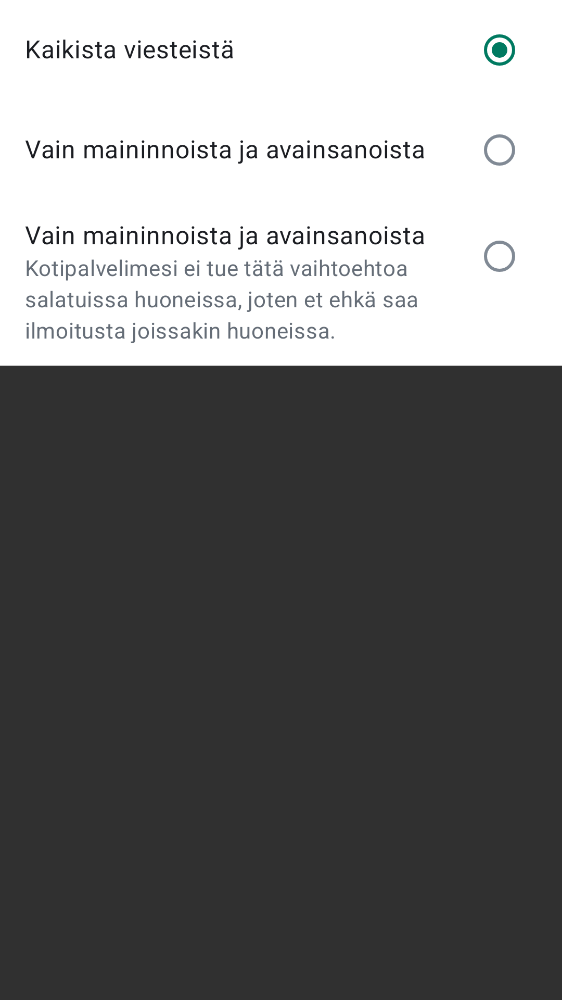 Kaikista viesteistä
Vain maininnoista ja avainsanoista
Vain maininnoista ja avainsanoista
Kotipalvelimesi ei tue tätä vaihtoehtoa
salatuissa huoneissa, joten et ehkä saa
ilmoitusta joissakin huoneissa.